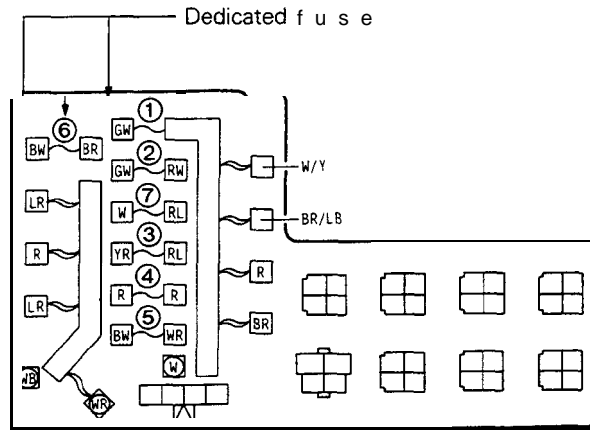 Dedicated fuse
1
6
GW
BW BR
2
GW RW
W/Y
LR
7
W RL
BR/LB
3
R
YR RL
R
4
LR
R R
5
BR
BW WR
W
WB
WR